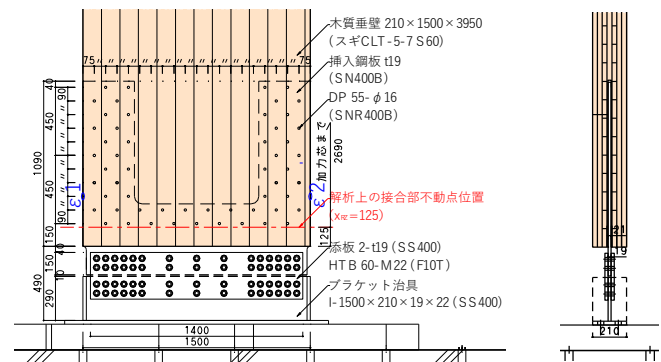 木質垂壁 210×1500×3950
(スギCLT-5-7 S60)
挿入鋼板 t19
(SN400B)
DP 55-φ16
(SNR400B)
75 〃 〃 〃 〃 〃 〃 〃 〃 75
40
90
〃
〃
450
1090
450
〃
〃
90
150
40
150
10
490
290
ε1
ε2
加力芯まで
2690
解析上の接合部不動点位置
(x=125)
125
添板 2-t19 (SS400)
HTB 60-M22 (F10T)
ブラケット治具
I-1500×210×19×22 (SS400)
1400
1500
21
19
210